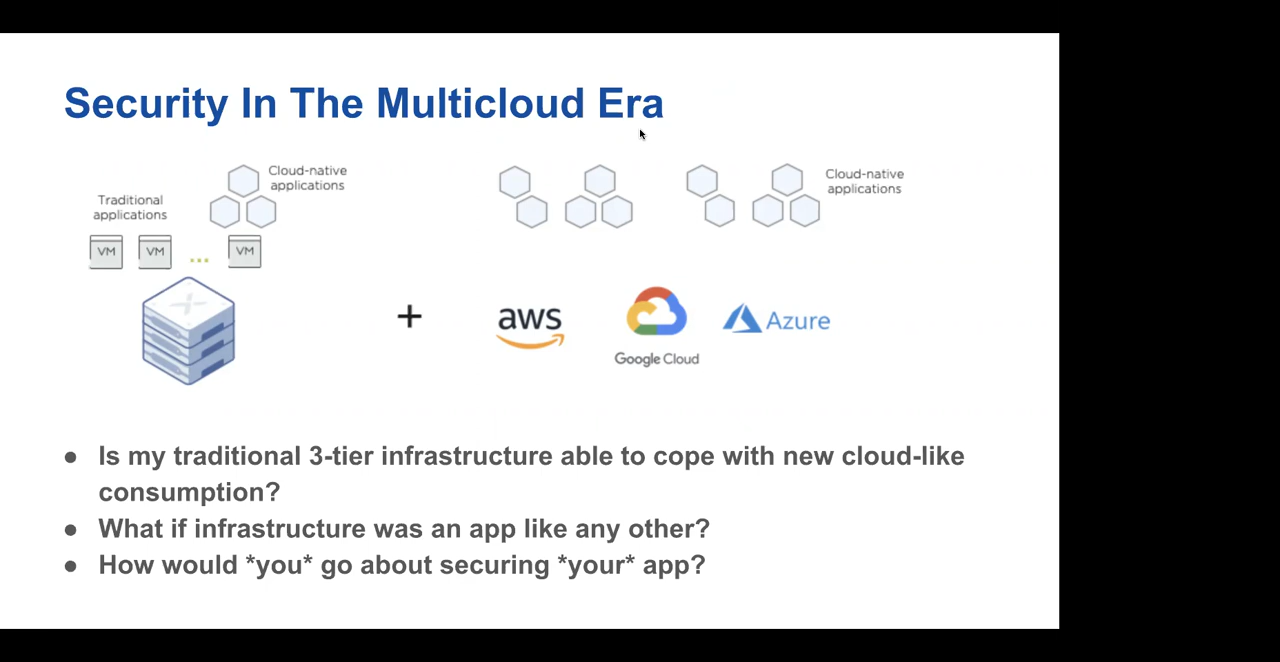 Security In The Multicloud Era
Cloud-native
applications
Traditional
applications
VM
VM
...
VM
Cloud-native
applications
+
aws
Google Cloud
Azure
● Is my traditional 3-tier infrastructure able to cope with new cloud-like
consumption?
● What if infrastructure was an app like any other?
● How would *you* go about securing *your* app?